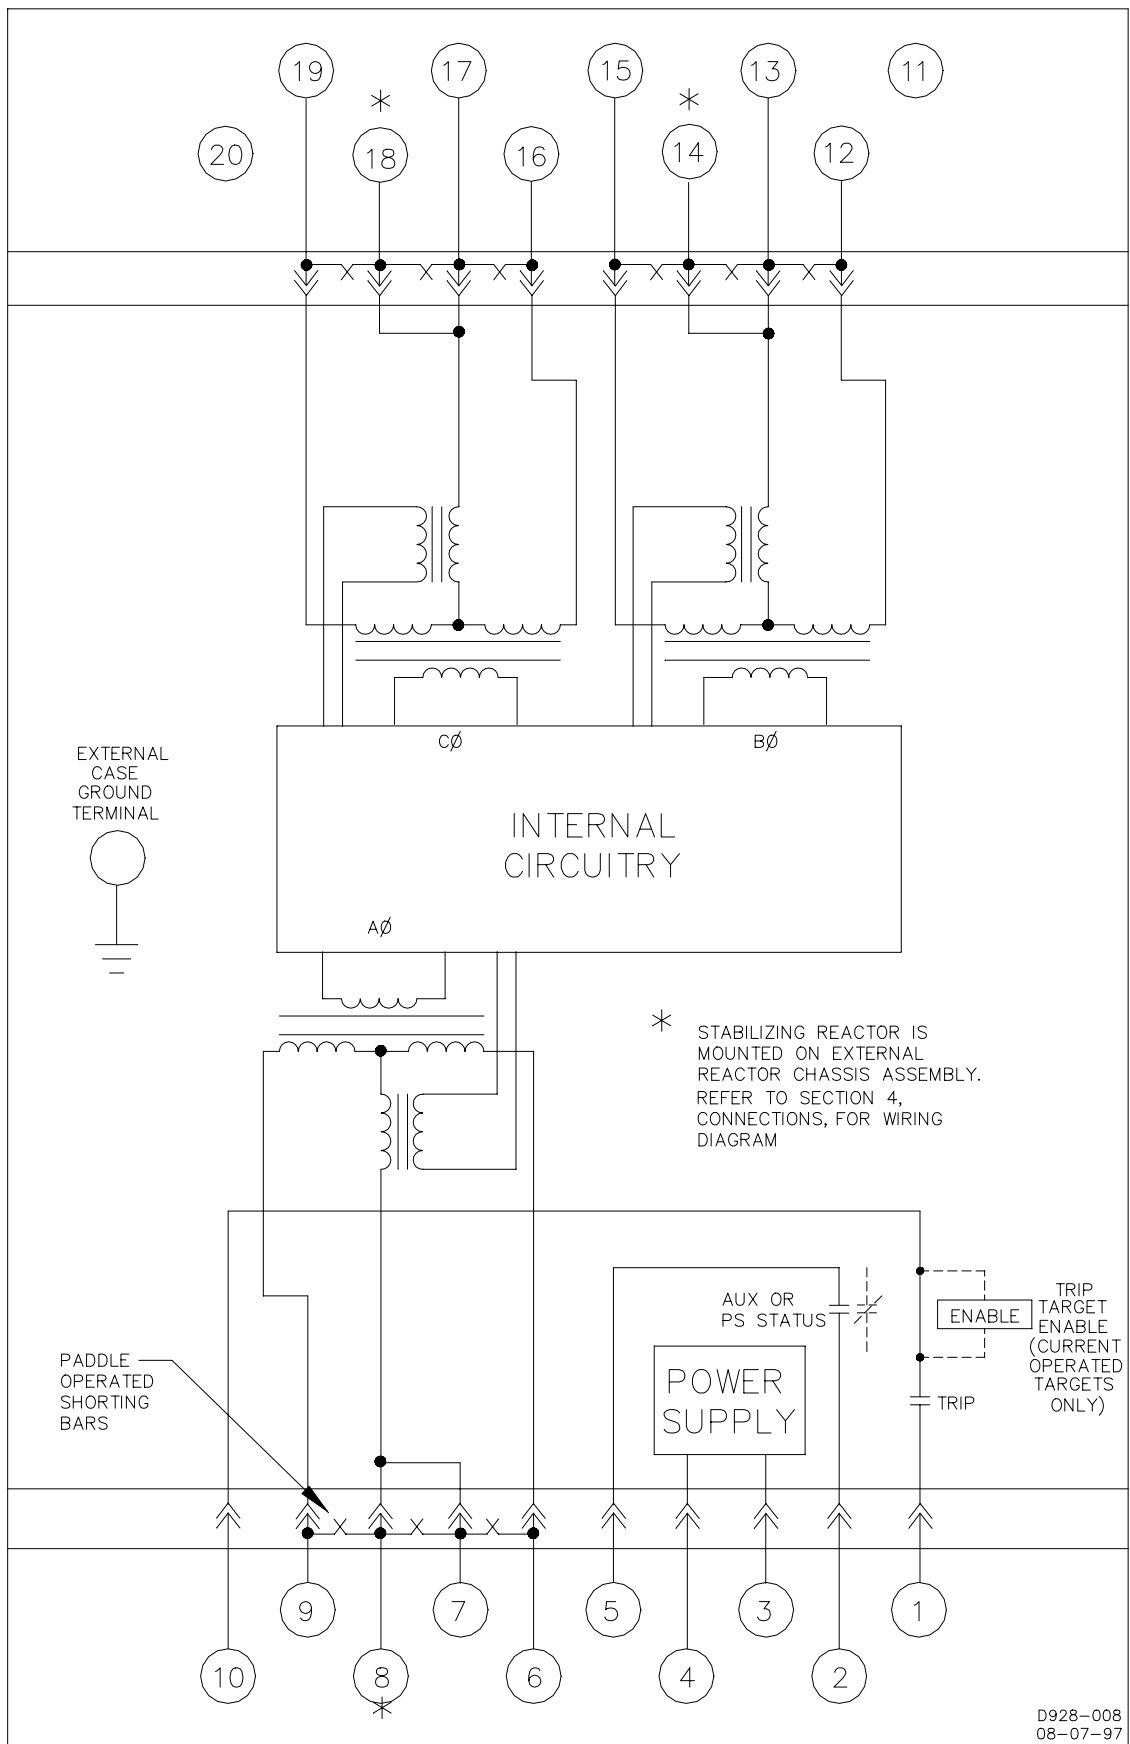 19
17
15
13
11
*
*
20
18
16
14
12
CØ
BØ
EXTERNAL
CASE
GROUND
TERMINAL
INTERNAL
CIRCUITRY
AØ
* STABILIZING REACTOR IS
MOUNTED ON EXTERNAL
REACTOR CHASSIS ASSEMBLY.
REFER TO SECTION 4,
CONNECTIONS, FOR WIRING
DIAGRAM
AUX OR
PS STATUS
ENABLE
TRIP
TARGET
ENABLE
(CURRENT
OPERATED
TARGETS
ONLY)
PADDLE
OPERATED
SHORTING
BARS
POWER
SUPPLY
TRIP
9
7
5
3
1
10
8
6
4
2
*
D928-008
08-07-97